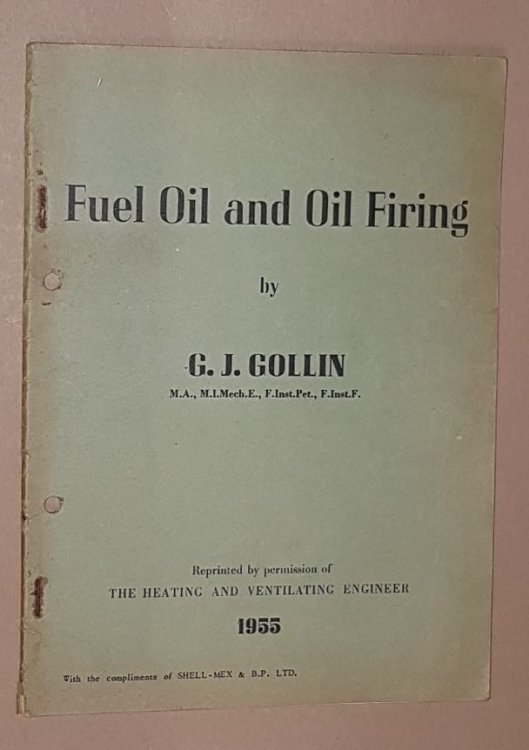 Fuel Oil and Oil Firing
by
G. J. GOLLIN
M.A., M.I.Mech.E., F.Inst.Pet., F.Inst.F.
Reprinted by permission of
THE HEATING AND VENTILATING ENGINEER
1955
With the compliments of SHELL-MEX & B.P. LTD.